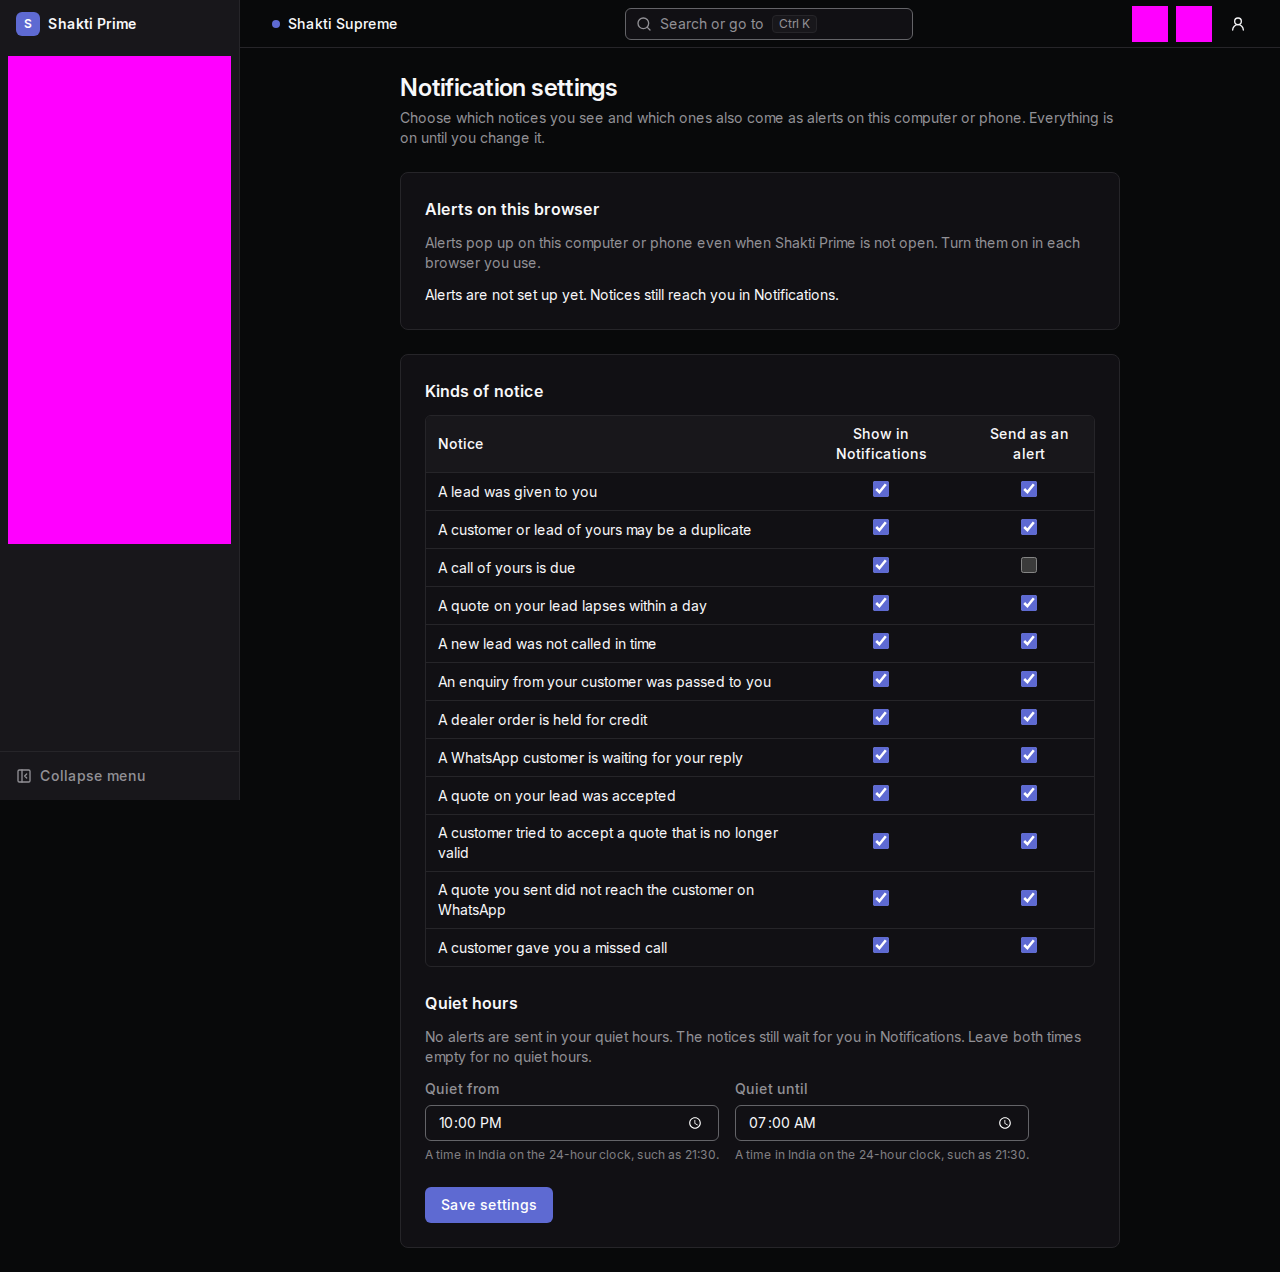 S Shakti Prime
Shakti Supreme
Search or go to Ctrl K
Notification settings
Choose which notices you see and which ones also come as alerts on this computer or phone. Everything is
on until you change it.
Alerts on this browser
Alerts pop up on this computer or phone even when Shakti Prime is not open. Turn them on in each
browser you use.
Alerts are not set up yet. Notices still reach you in Notifications.
Kinds of notice
Notice
Show in
Notifications
Send as an
alert
A lead was given to you
A customer or lead of yours may be a duplicate
A call of yours is due
A quote on your lead lapses within a day
A new lead was not called in time
An enquiry from your customer was passed to you
A dealer order is held for credit
A WhatsApp customer is waiting for your reply
A quote on your lead was accepted
A customer tried to accept a quote that is no longer
valid
A quote you sent did not reach the customer on
WhatsApp
A customer gave you a missed call
Collapse menu
Quiet hours
No alerts are sent in your quiet hours. The notices still wait for you in Notifications. Leave both times
empty for no quiet hours.
Quiet from
10:00 PM
A time in India on the 24-hour clock, such as 21:30.
Quiet until
07:00 AM
A time in India on the 24-hour clock, such as 21:30.
Save settings